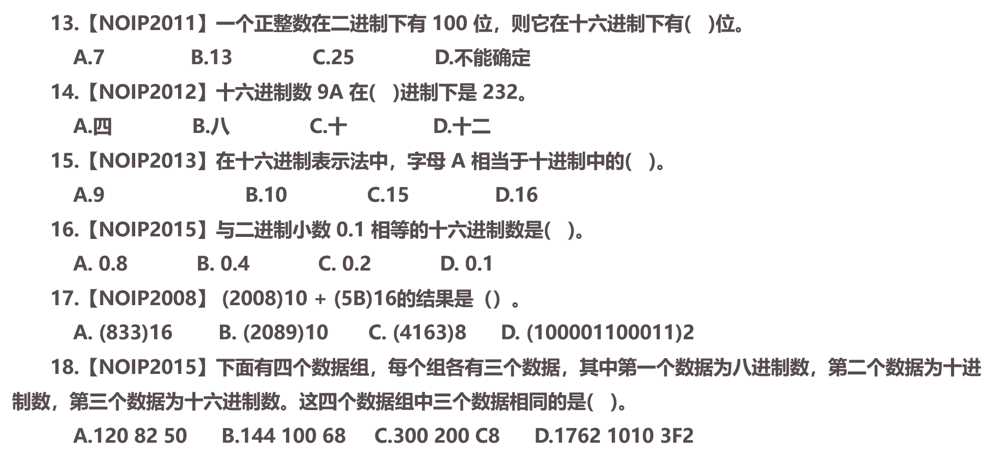 13.【NOIP2011】一个正整数在二进制下有 100 位，则它在十六进制下有(   )位。
A.7 B.13 C.25 D.不能确定
14.【NOIP2012】十六进制数 9A 在(   )进制下是 232。
A.四 B.八 C.十 D.十二
15.【NOIP2013】在十六进制表示法中，字母 A 相当于十进制中的(   )。
A.9 B.10 C.15 D.16
16.【NOIP2015】与二进制小数 0.1 相等的十六进制数是(   )。
A. 0.8 B. 0.4 C. 0.2 D. 0.1
17.【NOIP2008】 (2008)10 + (5B)16的结果是（）。
A. (833)16 B. (2089)10 C. (4163)8 D. (100001100011)2
18.【NOIP2015】下面有四个数据组，每个组各有三个数据，其中第一个数据为八进制数，第二个数据为十进
制数，第三个数据为十六进制数。这四个数据组中三个数据相同的是(   )。
A.120 82 50 B.144 100 68 C.300 200 C8 D.1762 1010 3F2